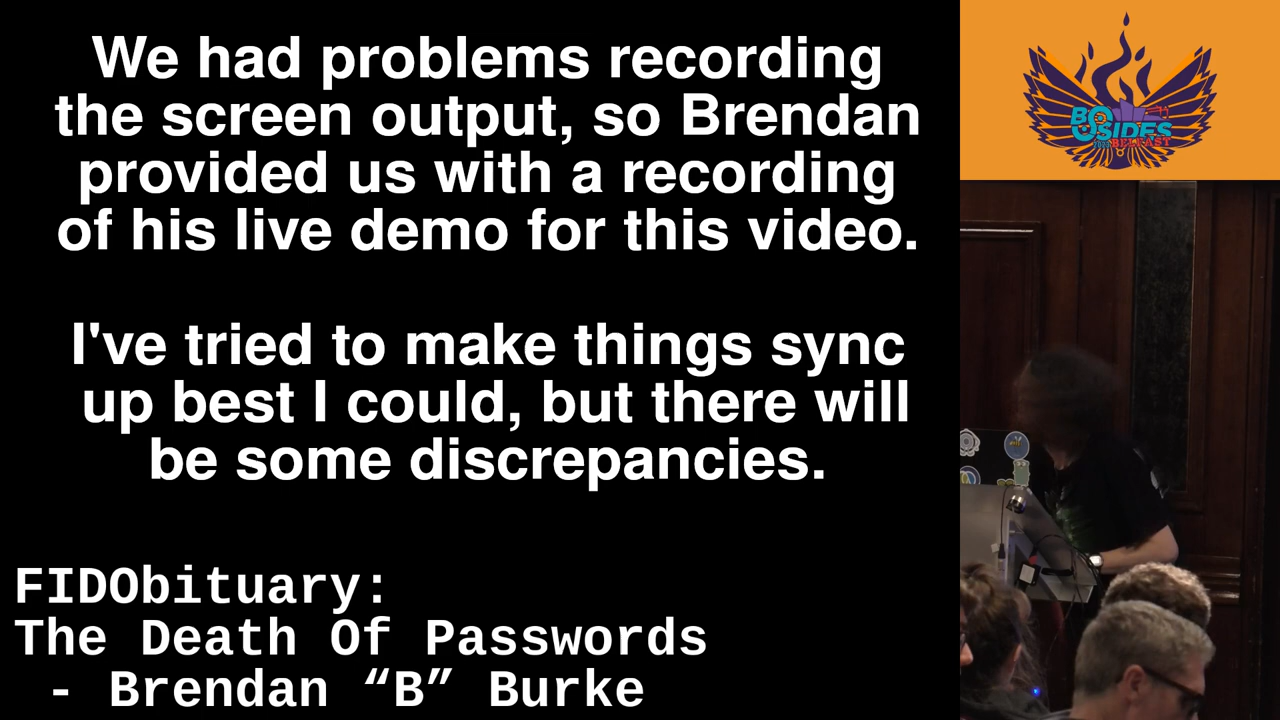 We had problems recording
the screen output, so Brendan
provided us with a recording
of his live demo for this video.
I've tried to make things sync
up best I could, but there will
be some discrepancies.
FIDObituary:
The Death Of Passwords
- Brendan “B” Burke
BSIDES
BELFAST